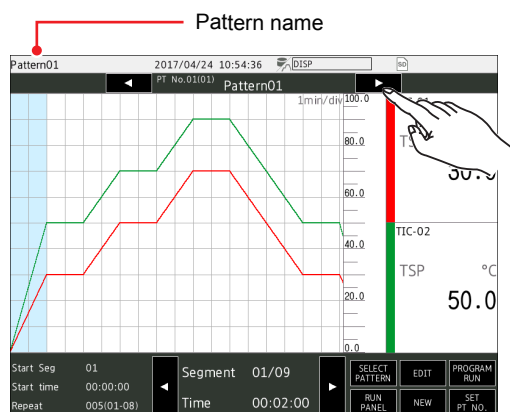 Pattern name
Pattern01 2017/04/24 10:54:36 DISP SD
PT No.01(01) Pattern01
1min/div 100.0
80.0
60.0
40.0
20.0
0.0
TIC-02
TSP °C
50.0
Start Seg 01
Start time 00:00:00
Repeat 005(01-08)
Segment 01/09
Time 00:02:00
SELECT PATTERN
EDIT
PROGRAM RUN
RUN PANEL
NEW
SET PT NO.